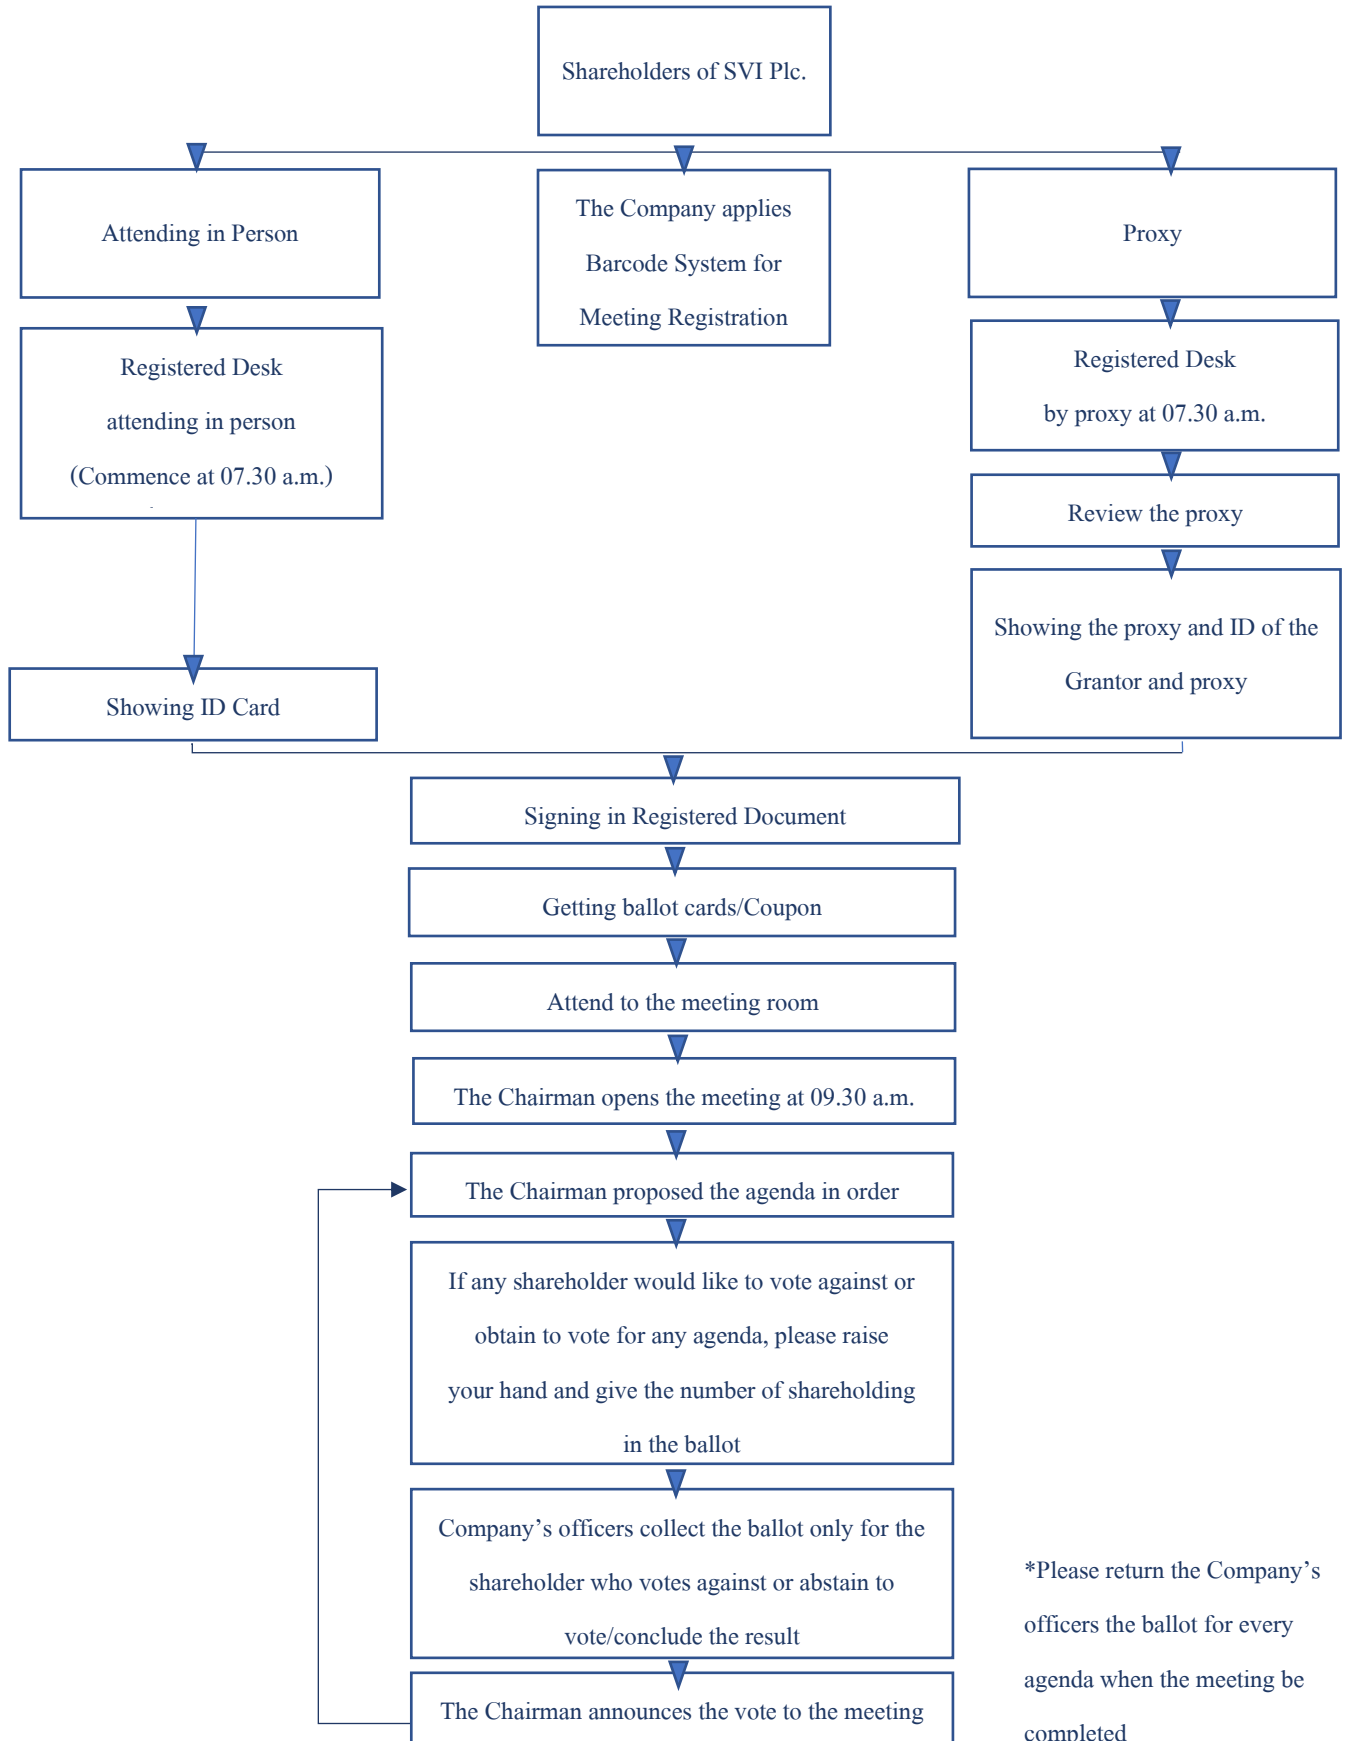 Shareholders of SVI Plc.
Attending in Person
The Company applies
Barcode System for
Meeting Registration
Proxy
Registered Desk
attending in person
(Commence at 07.30 a.m.)
Registered Desk
by proxy at 07.30 a.m.
Review the proxy
Showing the proxy and ID of the
Grantor and proxy
Showing ID Card
Signing in Registered Document
Getting ballot cards/Coupon
Attend to the meeting room
The Chairman opens the meeting at 09.30 a.m.
The Chairman proposed the agenda in order
If any shareholder would like to vote against or
obtain to vote for any agenda, please raise
your hand and give the number of shareholding
in the ballot
Company’s officers collect the ballot only for the
shareholder who votes against or abstain to
vote/conclude the result
The Chairman announces the vote to the meeting
*Please return the Company’s
officers the ballot for every
agenda when the meeting be
completed